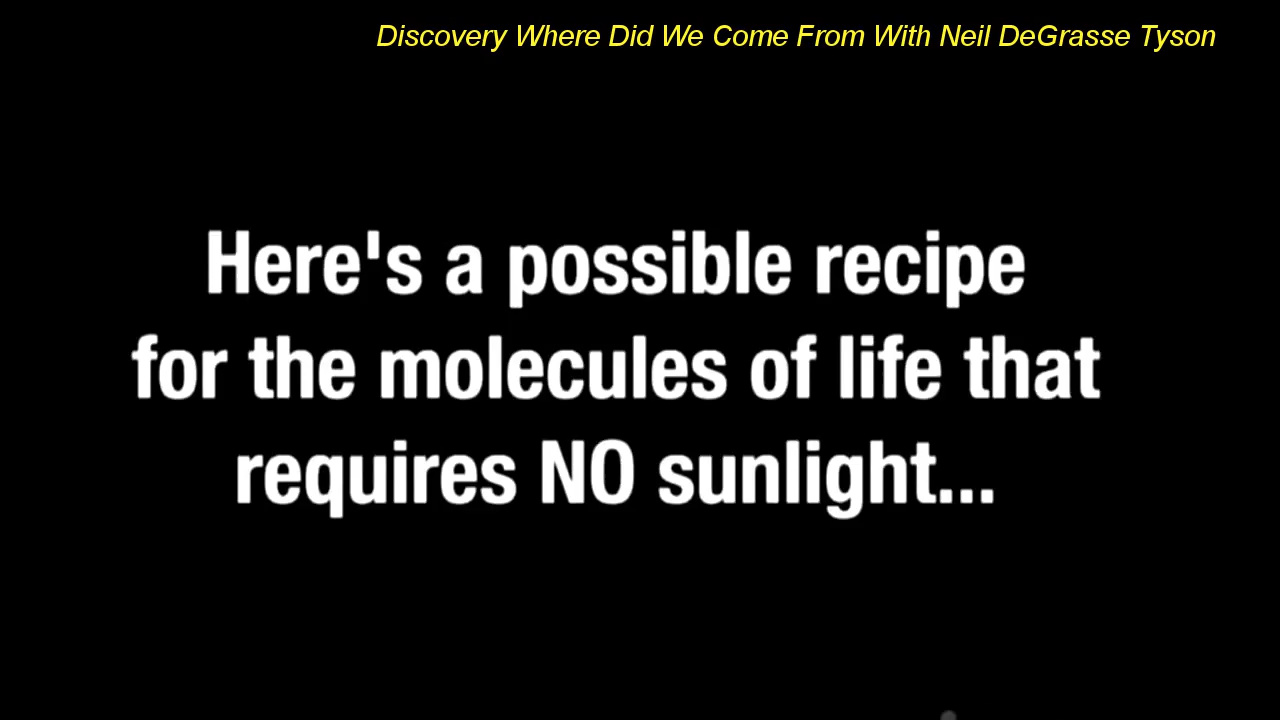 Discovery Where Did We Come From With Neil DeGrasse Tyson
Here's a possible recipe
for the molecules of life that
requires NO sunlight...